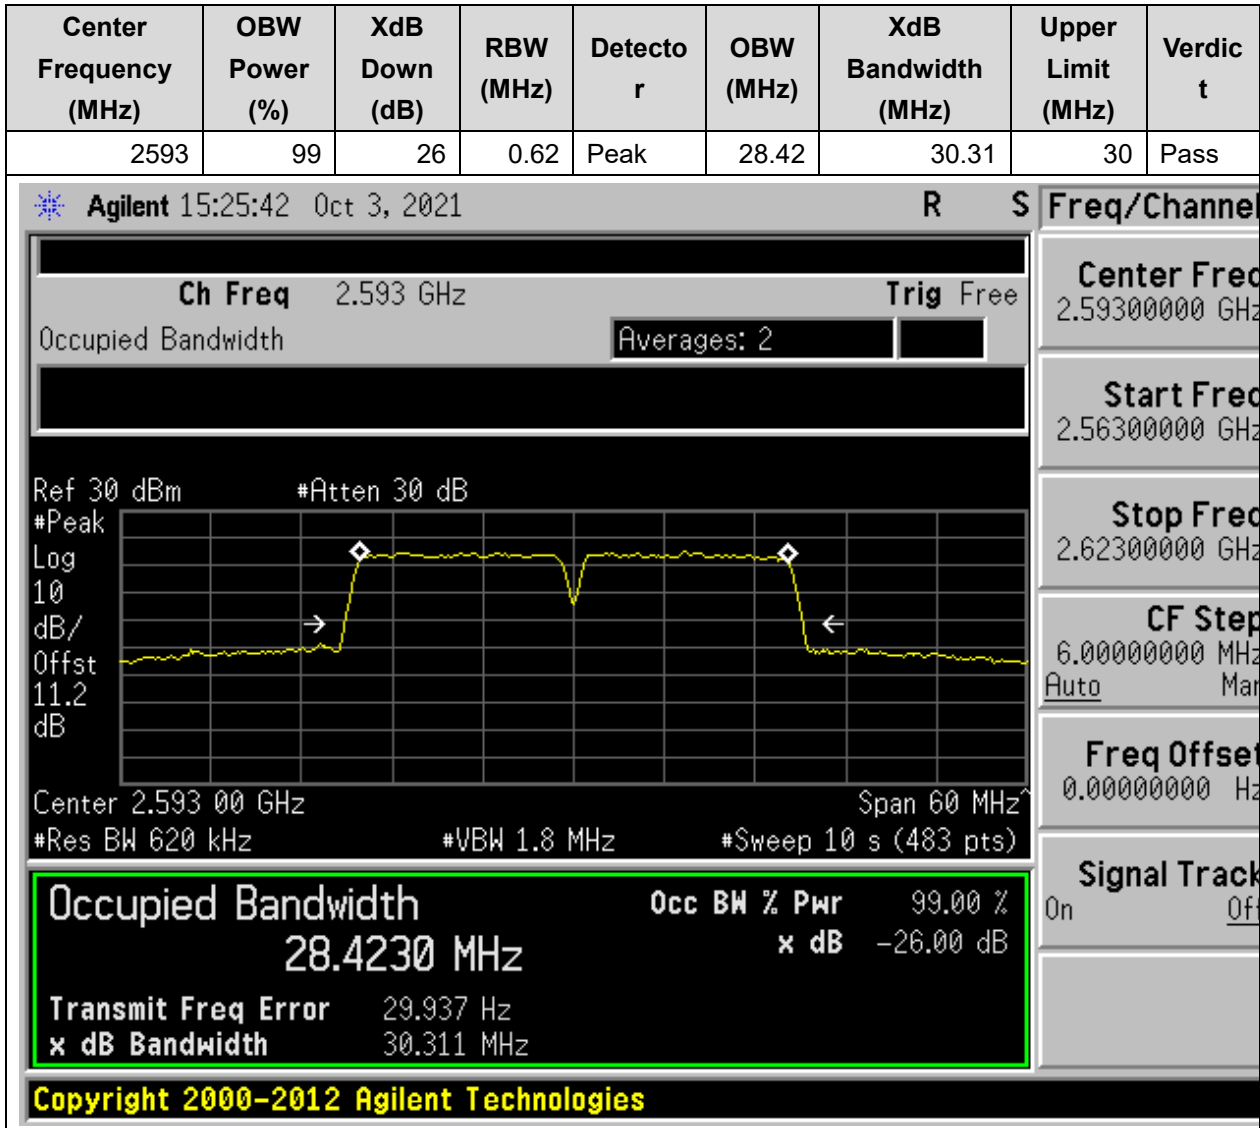 Center Frequency (MHz) OBW Power (%) XdB Down (dB) RBW (MHz) Detecto r OBW (MHz) XdB Bandwidth (MHz) Upper Limit (MHz) Verdic t
2593 99 26 0.62 Peak 28.42 30.31 30 Pass
Agilent 15:25:42 Oct 3, 2021 R S Freq/Channel
Ch Freq 2.593 GHz Trig Free
Occupied Bandwidth Averages: 2
Center Freq
2.59300000 GHz
Start Freq
2.56300000 GHz
Stop Freq
2.62300000 GHz
CF Step
6.00000000 MHz
Auto Man
Freq Offset
0.00000000 Hz
Signal Track
On Off
Ref 30 dBm #Atten 30 dB
#Peak
Log
10
dB/
Offst
11.2
dB
Center 2.593 00 GHz Span 60 MHz^
#Res BW 620 kHz #VBW 1.8 MHz #Sweep 10 s (483 pts)
Occupied Bandwidth
28.4230 MHz
Occ BW % Pwr 99.00 %
x dB -26.00 dB
Transmit Freq Error 29.937 Hz
x dB Bandwidth 30.311 MHz
Copyright 2000-2012 Agilent Technologies